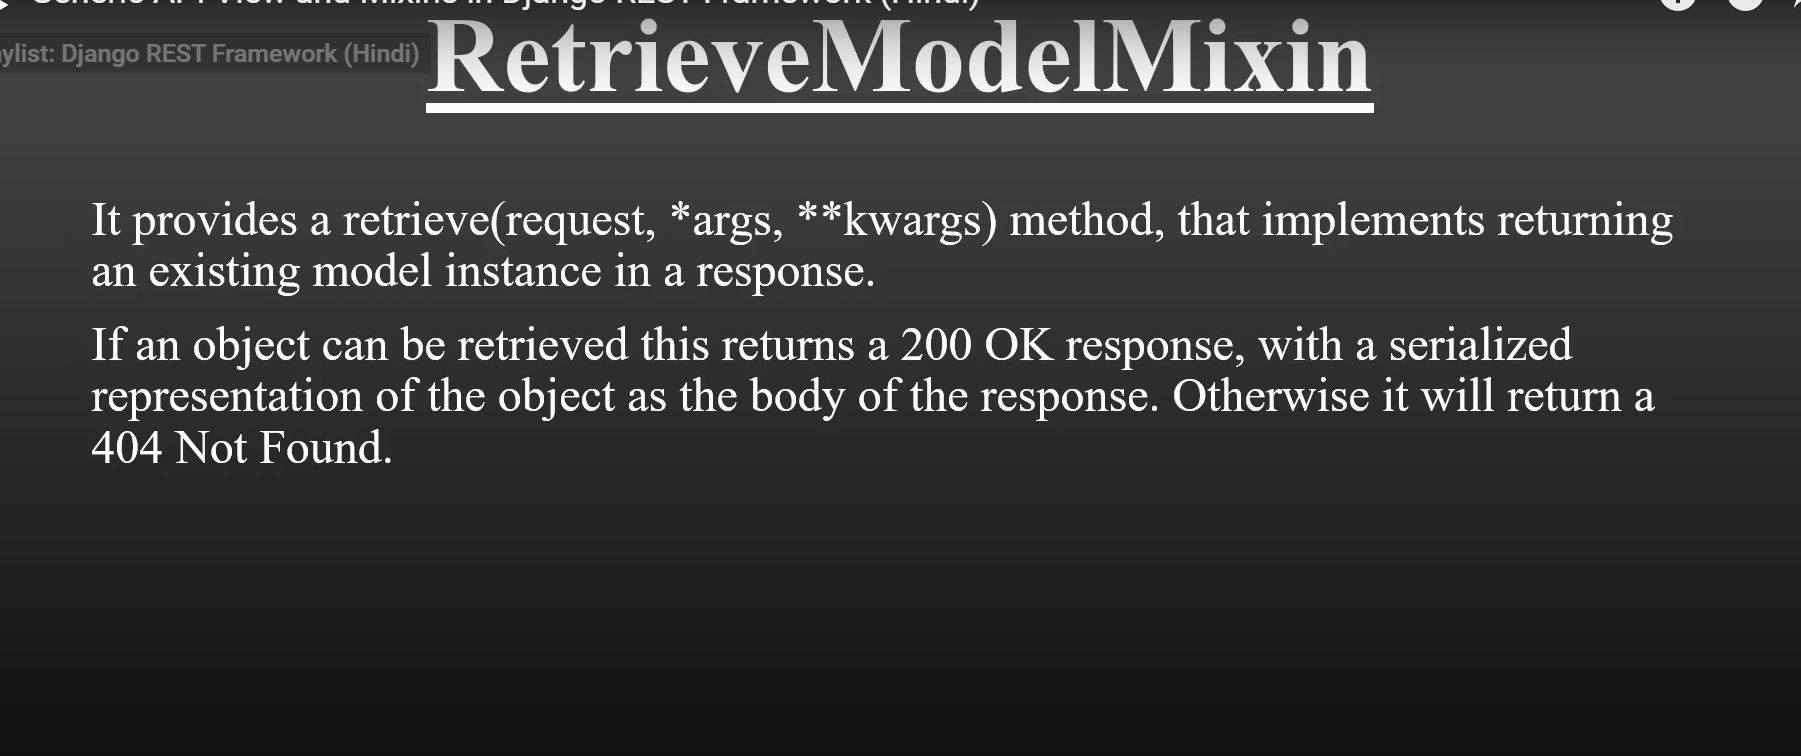 Generic API View and Mixins in Django REST Framework (Hindi)
ylist: Django REST Framework (Hindi)
RetrieveModelMixin
It provides a retrieve(request, *args, **kwargs) method, that implements returning
an existing model instance in a response.
If an object can be retrieved this returns a 200 OK response, with a serialized
representation of the object as the body of the response. Otherwise it will return a
404 Not Found.